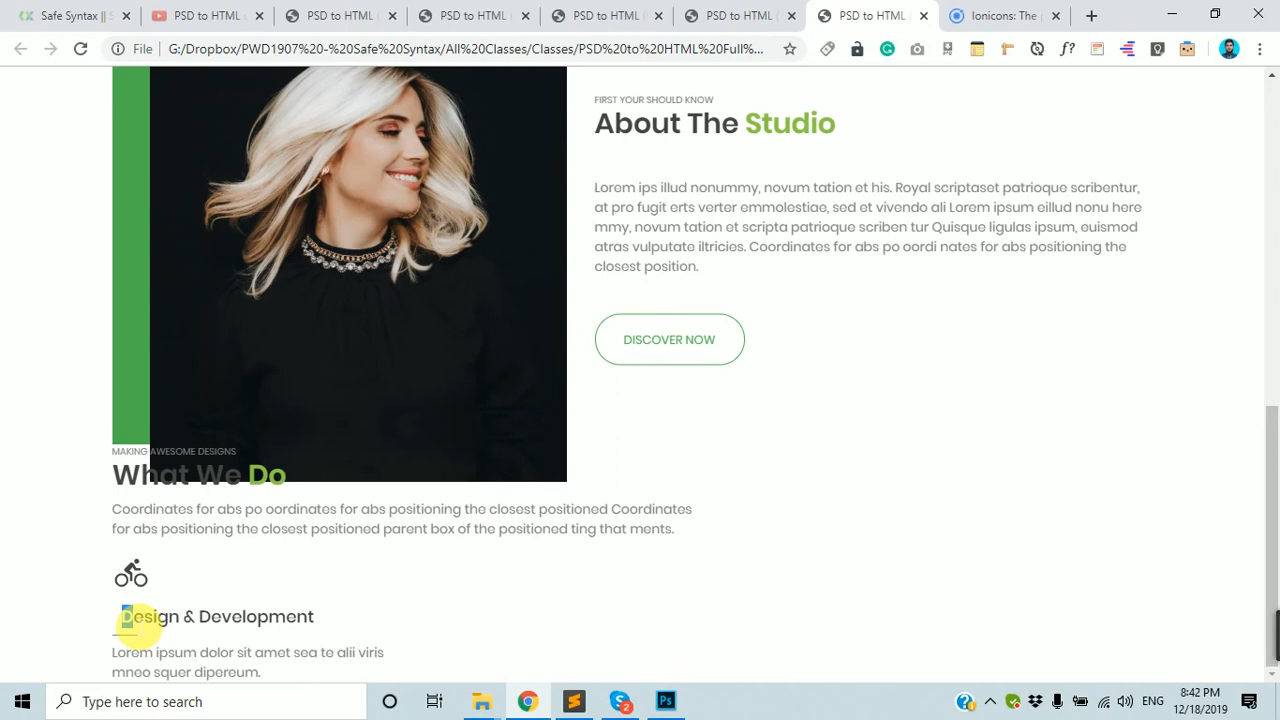 Safe Syntax
PSD to HTM
PSD to HTML
PSD to HTML
PSD to HTML
PSD to HTML
PSD to HTML
Ionicons: The
File
G:/Dropbox/PWD1907%20-%20Safe%20Syntax/All%20Classes/Classes/PSD%20to%20HTML%20Full%...
f?
FIRST YOUR SHOULD KNOW
About The Studio
Lorem ips illud nonummy, novum tation et his. Royal scriptaset patrioque scribentur,
at pro fugit erts verter emmolestiae, sed et vivendo ali Lorem ipsum eillud nonu here
mmy, novum tation et scripta patrioque scriben tur Quisque ligulas ipsum, euismod
atras vulputate iltricies. Coordinates for abs po oordi nates for abs positioning the
closest position.
DISCOVER NOW
MAKING AWESOME DESIGNS
What We Do
Coordinates for abs po oordinates for abs positioning the closest positioned Coordinates
for abs positioning the closest positioned parent box of the positioned ting that ments.
Design & Development
Lorem ipsum dolor sit amet sea te alii viris
mneo squer dipereum.
Type here to search
2
Ps
ENG
8:42 PM
12/18/2019